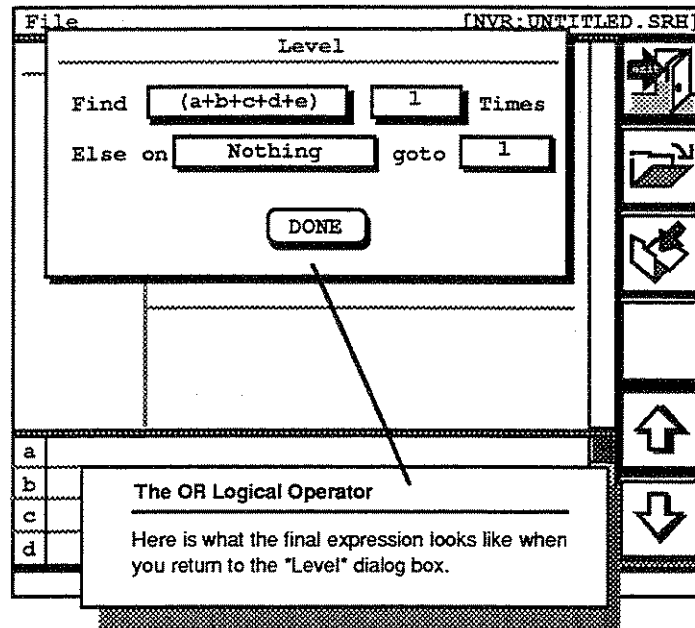 File [NVR:UNTITLED.SRH]
Level
Find (a+b+c+d+e) 1 Times
Else on Nothing goto 1
DONE
a
b
c
d
The OR Logical Operator
Here is what the final expression looks like when
you return to the "Level" dialog box.